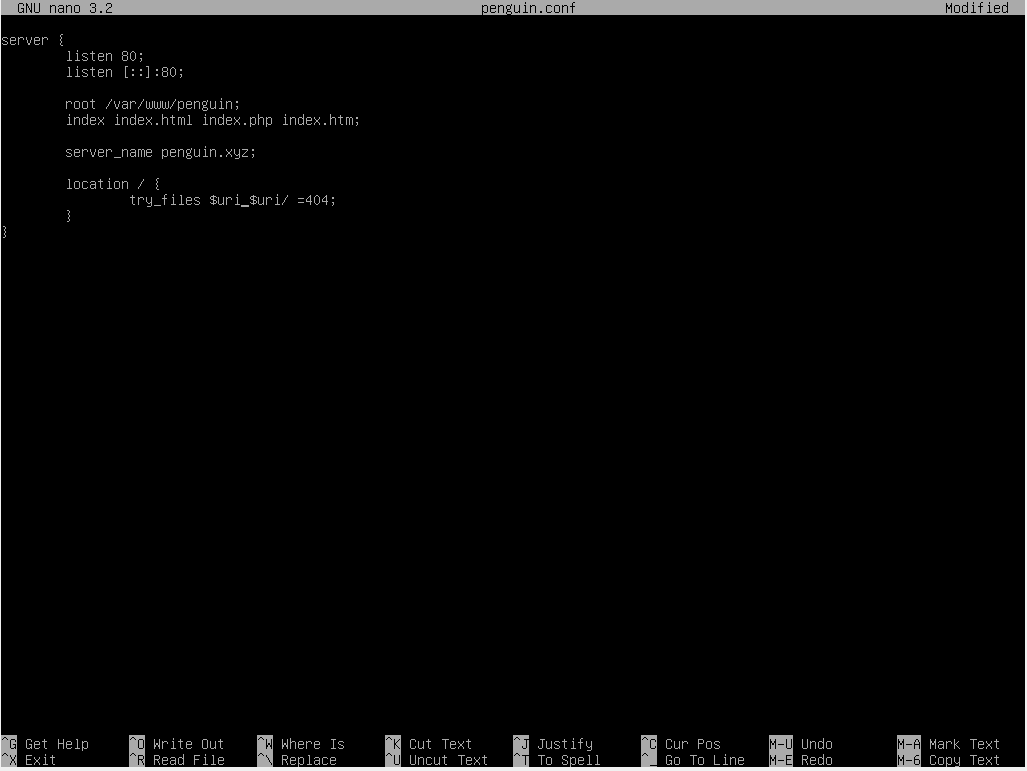 GNU nano 3.2 penguin.conf Modified
server {
listen 80;
listen [::]:80;
root /var/www/penguin;
index index.html index.php index.htm;
server_name penguin.xyz;
location / {
try_files $uri $uri/ =404;
}
}
^G Get Help ^O Write Out ^W Where Is ^K Cut Text ^J Justify ^C Cur Pos M-U Undo M-A Mark Text
^X Exit ^R Read File ^\ Replace ^U Uncut Text ^T To Spell ^_ Go To Line M-E Redo M-6 Copy Text